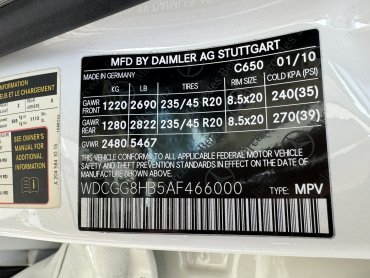 MFD BY DAIMLER AG STUTTGART
MADE IN GERMANY C650 01/10
KG LB TIRE SIZE RIM SIZE COLD KPA (PSI)
GAWR FRONT 1220 2690 235/45 R20 8.5x20 240(35)
GAWR REAR 1280 2822 235/45 R20 8.5x20 270(39)
GVWR 2480 5467
THIS VEHICLE CONFORMS TO ALL APPLICABLE FEDERAL MOTOR VEHICLE
SAFETY STANDARDS IN EFFECT ON THE DATE OF MANUFACTURE SHOWN ABOVE.
WDCGG8HB5AF466000 TYPE: MPV
SEE OWNER'S
MANUAL FOR
ADDITIONAL
INFORMATION